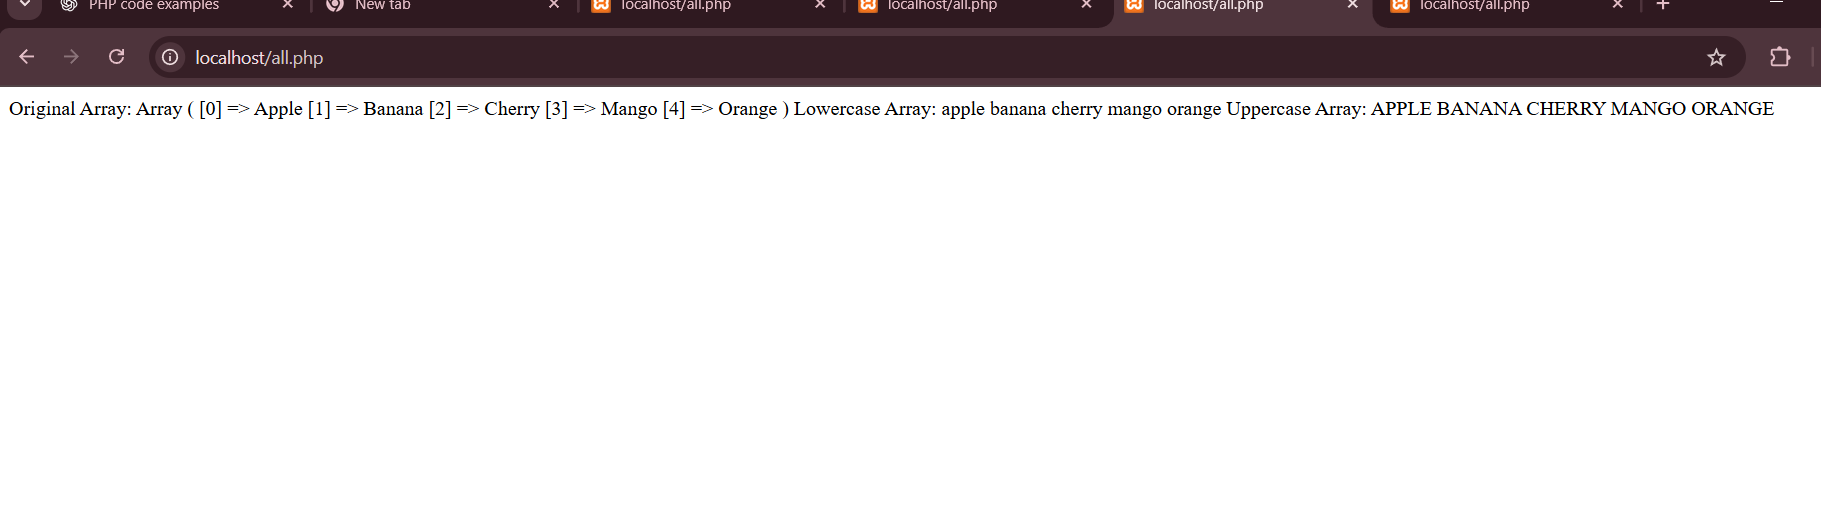 PHP code examples
New tab
localhost/all.php
localhost/all.php
localhost/all.php
localhost/all.php
localhost/all.php
Original Array: Array ( [0] => Apple [1] => Banana [2] => Cherry [3] => Mango [4] => Orange ) Lowercase Array: apple banana cherry mango orange Uppercase Array: APPLE BANANA CHERRY MANGO ORANGE